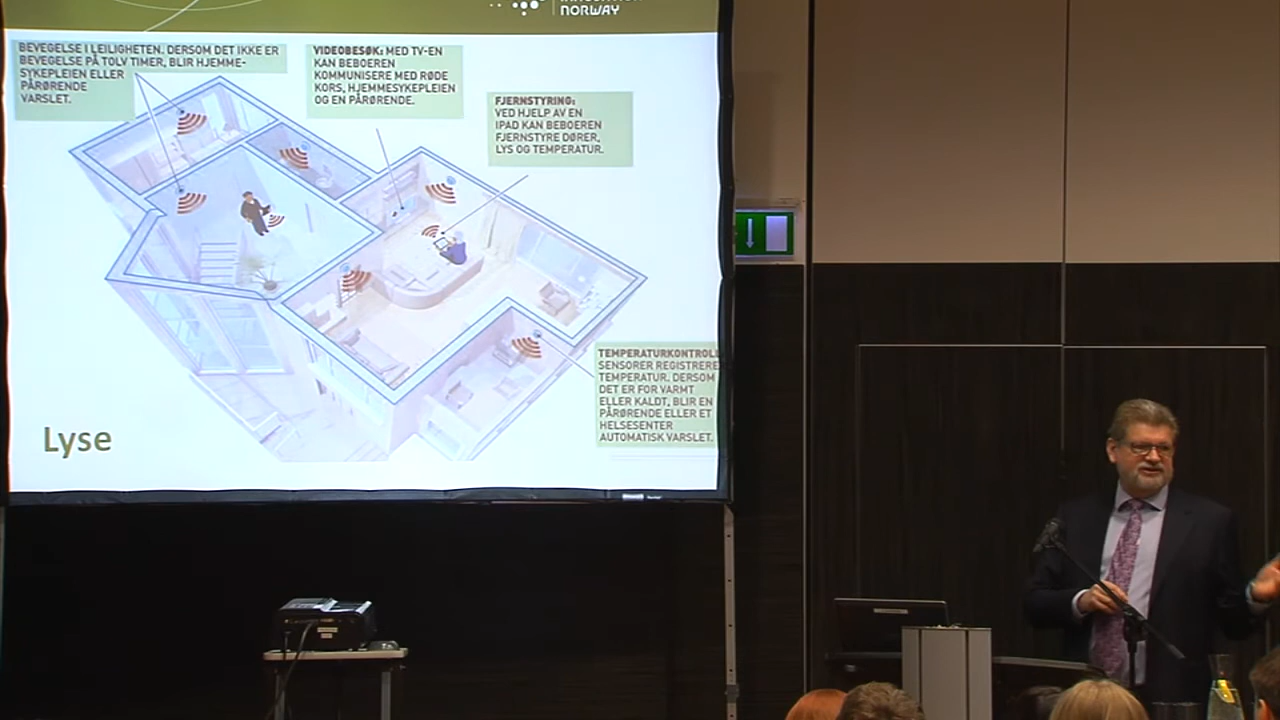 NORWAY
BEVEGELSE I LEILIGHETEN. DERSOM DET IKKE ER
BEVEGELSE PÅ TOLV TIMER, BLIR HJEMME-
SYKEPLEIEN ELLER
PÅRØRENDE
VARSLET.
VIDEOBESØK: MED TV-EN
KAN BEBOEREN
KOMMUNISERE MED RØDE
KORS, HJEMMESYKEPLEIEN
OG EN PÅRØRENDE.
FJERNSTYRING:
VED HJELP AV EN
IPAD KAN BEBOEREN
FJERNSTYRE DØRER,
LYS OG TEMPERATUR.
TEMPERATURKONTROLL
SENSORER REGISTRERE
TEMPERATUR. DERSOM
DET ER FOR VARMT
ELLER KALDT, BLIR EN
PÅRØRENDE ELLER ET
HELSESENTER
AUTOMATISK VARSLET.
Lyse